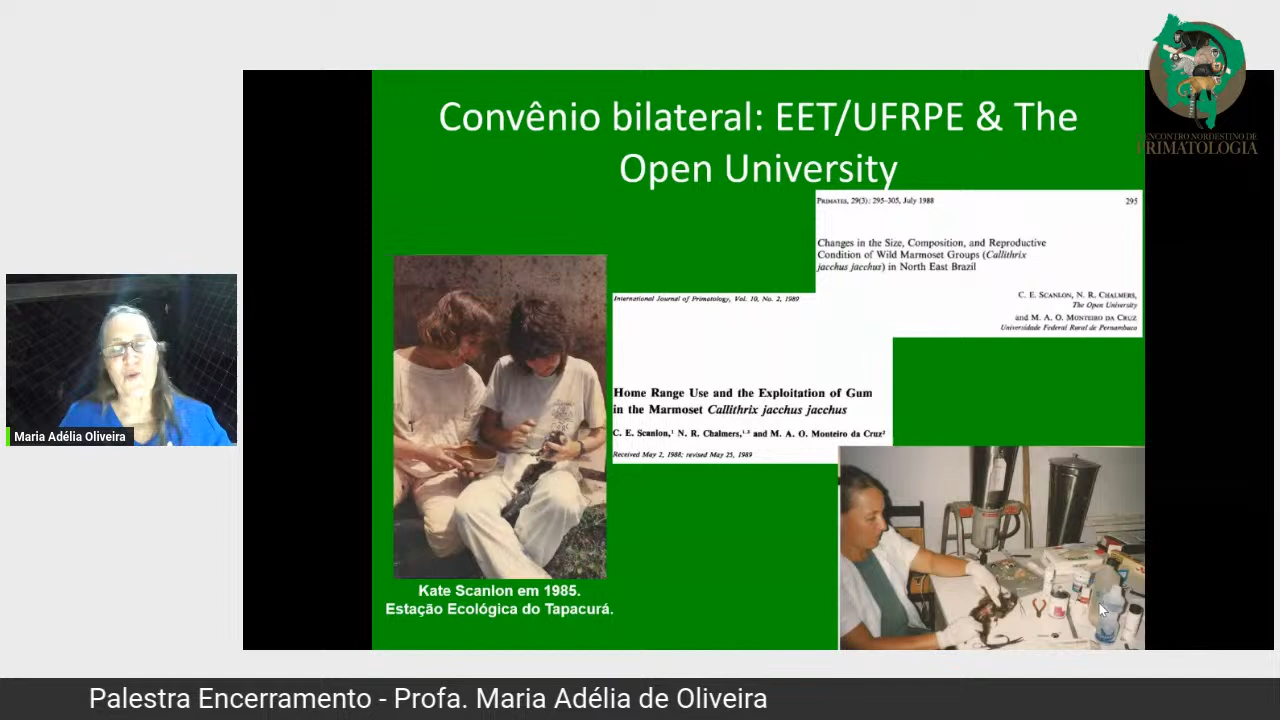 Convênio bilateral: EET/UFRPE & The
Open University
ENCONTRO NORDESTINO DE
PRIMATOLOGIA
PRIMATES, 29(3): 295-305, July 1988
295
Changes in the Size, Composition, and Reproductive
Condition of Wild Marmoset Groups (Callithrix
jacchus jacchus) in North East Brazil
C. E. SCANLON, N. R. CHALMERS,
The Open University
and M. A. O. MONTEIRO DA CRUZ
Universidade Federal Rural de Pernambuco
International Journal of Primatology, Vol. 10, No. 2, 1989
Home Range Use and the Exploitation of Gum
in the Marmoset Callithrix jacchus jacchus
C. E. Scanlon,¹ N. R. Chalmers,¹,³ and M. A. O. Monteiro da Cruz²
Received May 2, 1988; revised May 25, 1989
Kate Scanlon em 1985.
Estação Ecológica do Tapacurá.
Maria Adélia Oliveira
Palestra Encerramento - Profa. Maria Adélia de Oliveira